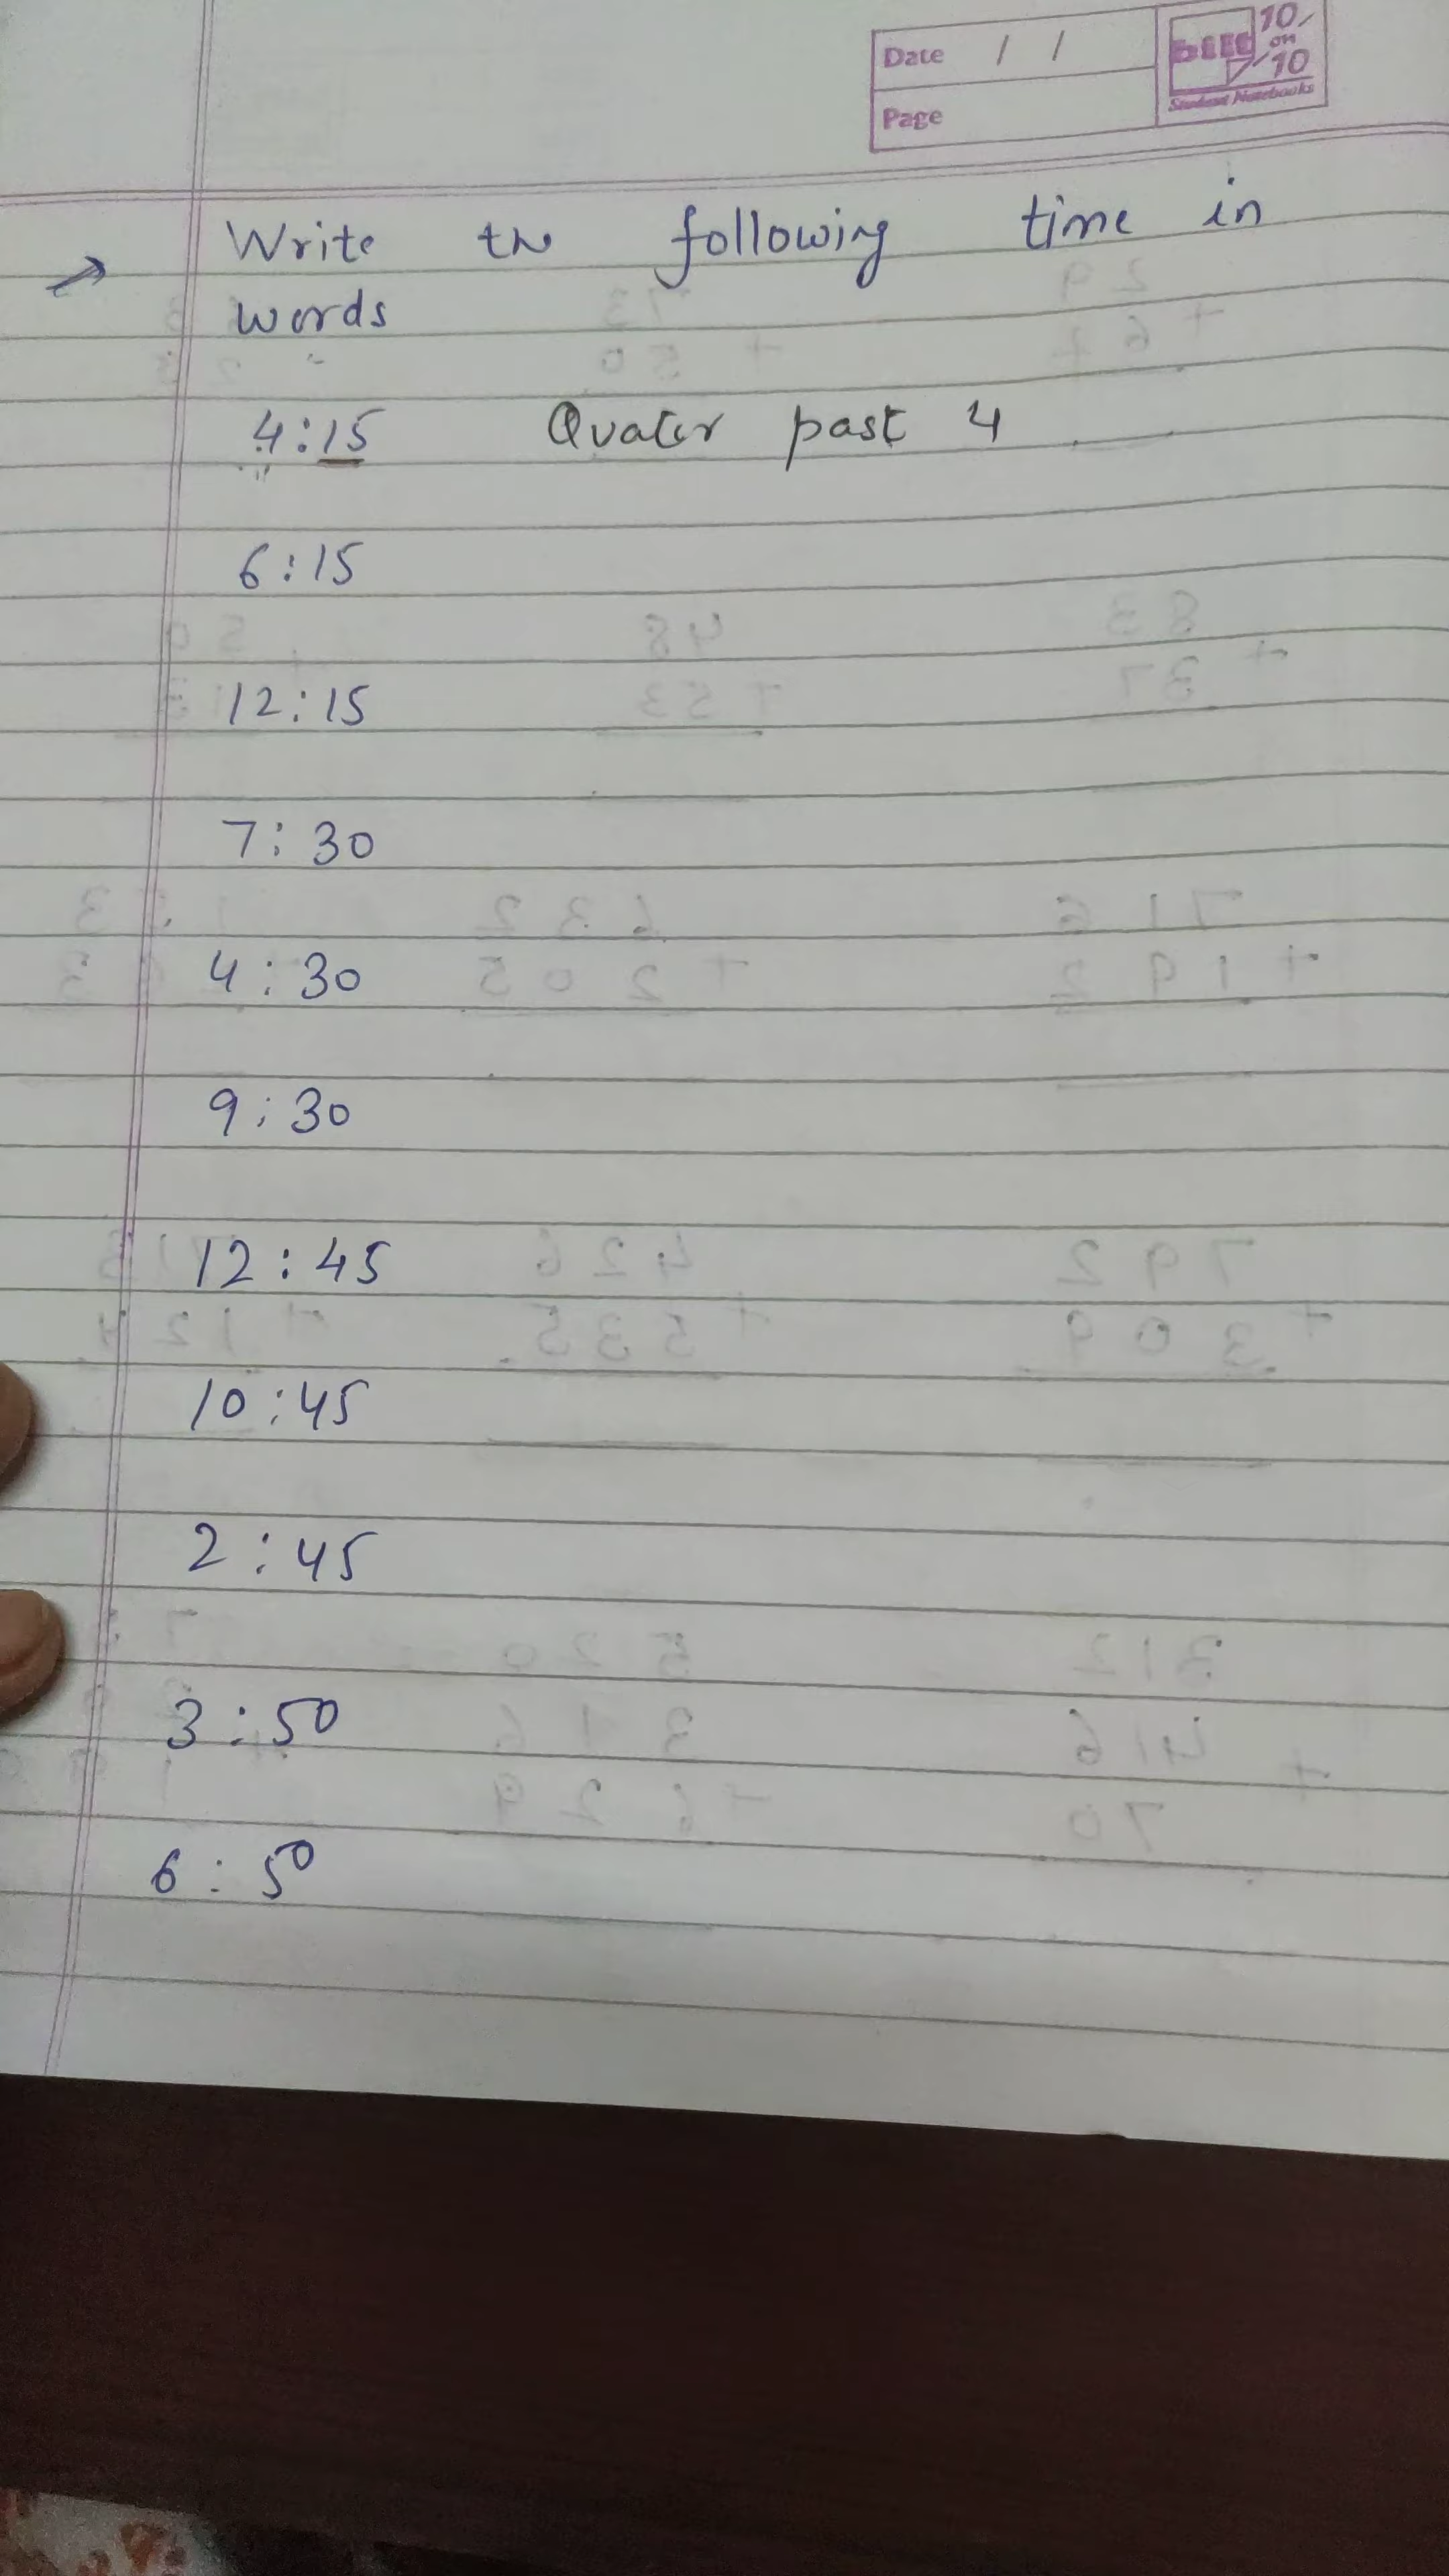 Date / /
Page
10/
on
10
Student Notebooks
Write the following time in
words
4:15 Quater past 4
6:15
12:15
7:30
4:30
9:30
12:45
10:45
2:45
3:50
6:50